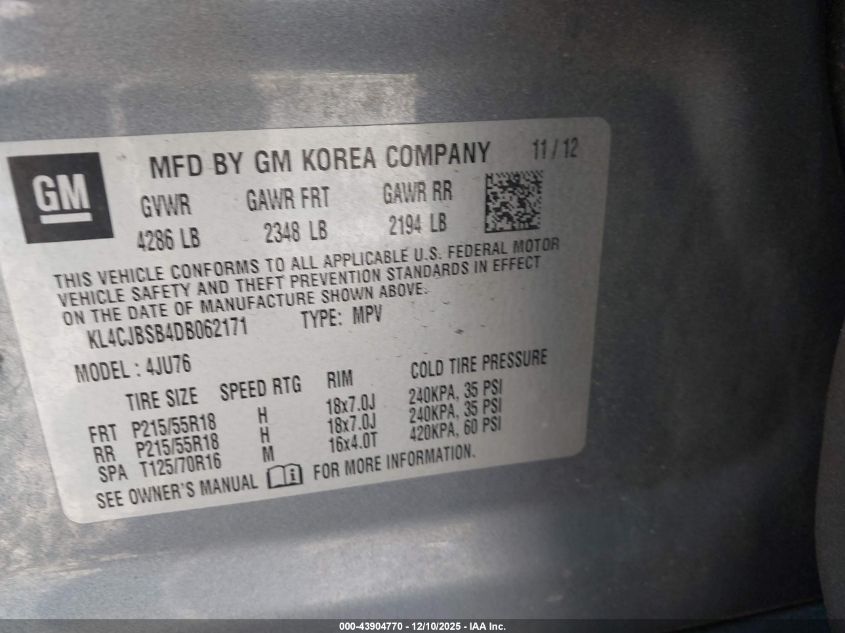 GM
MFD BY GM KOREA COMPANY 11/12
GVWR GAWR FRT GAWR RR
4286 LB 2348 LB 2194 LB
THIS VEHICLE CONFORMS TO ALL APPLICABLE U.S. FEDERAL MOTOR
VEHICLE SAFETY AND THEFT PREVENTION STANDARDS IN EFFECT
ON THE DATE OF MANUFACTURE SHOWN ABOVE.
KL4CJBSB4DB062171 TYPE: MPV
MODEL : 4JU76
TIRE SIZE SPEED RTG RIM COLD TIRE PRESSURE
FRT P215/55R18 H 18x7.0J 240KPA, 35 PSI
RR P215/55R18 H 18x7.0J 240KPA, 35 PSI
SPA T125/70R16 M 16x4.0T 420KPA, 60 PSI
SEE OWNER'S MANUAL FOR MORE INFORMATION.
000-43904770 - 12/10/2025 - IAA Inc.